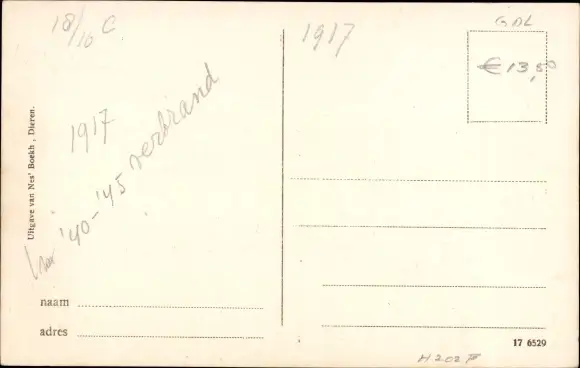 18/10 C
1917
GDL
€ 13,50
1917
'40-'45 verbrand
Uitgave van Nes' Boekh., Dieren.
naam
adres
17 6529
H 202 III